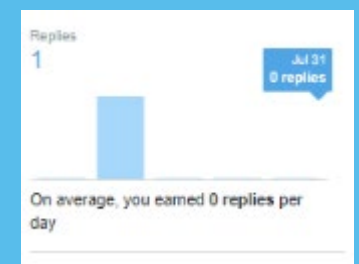 Replies
1
Jul 31
0 replies
On average, you earned 0 replies per
day